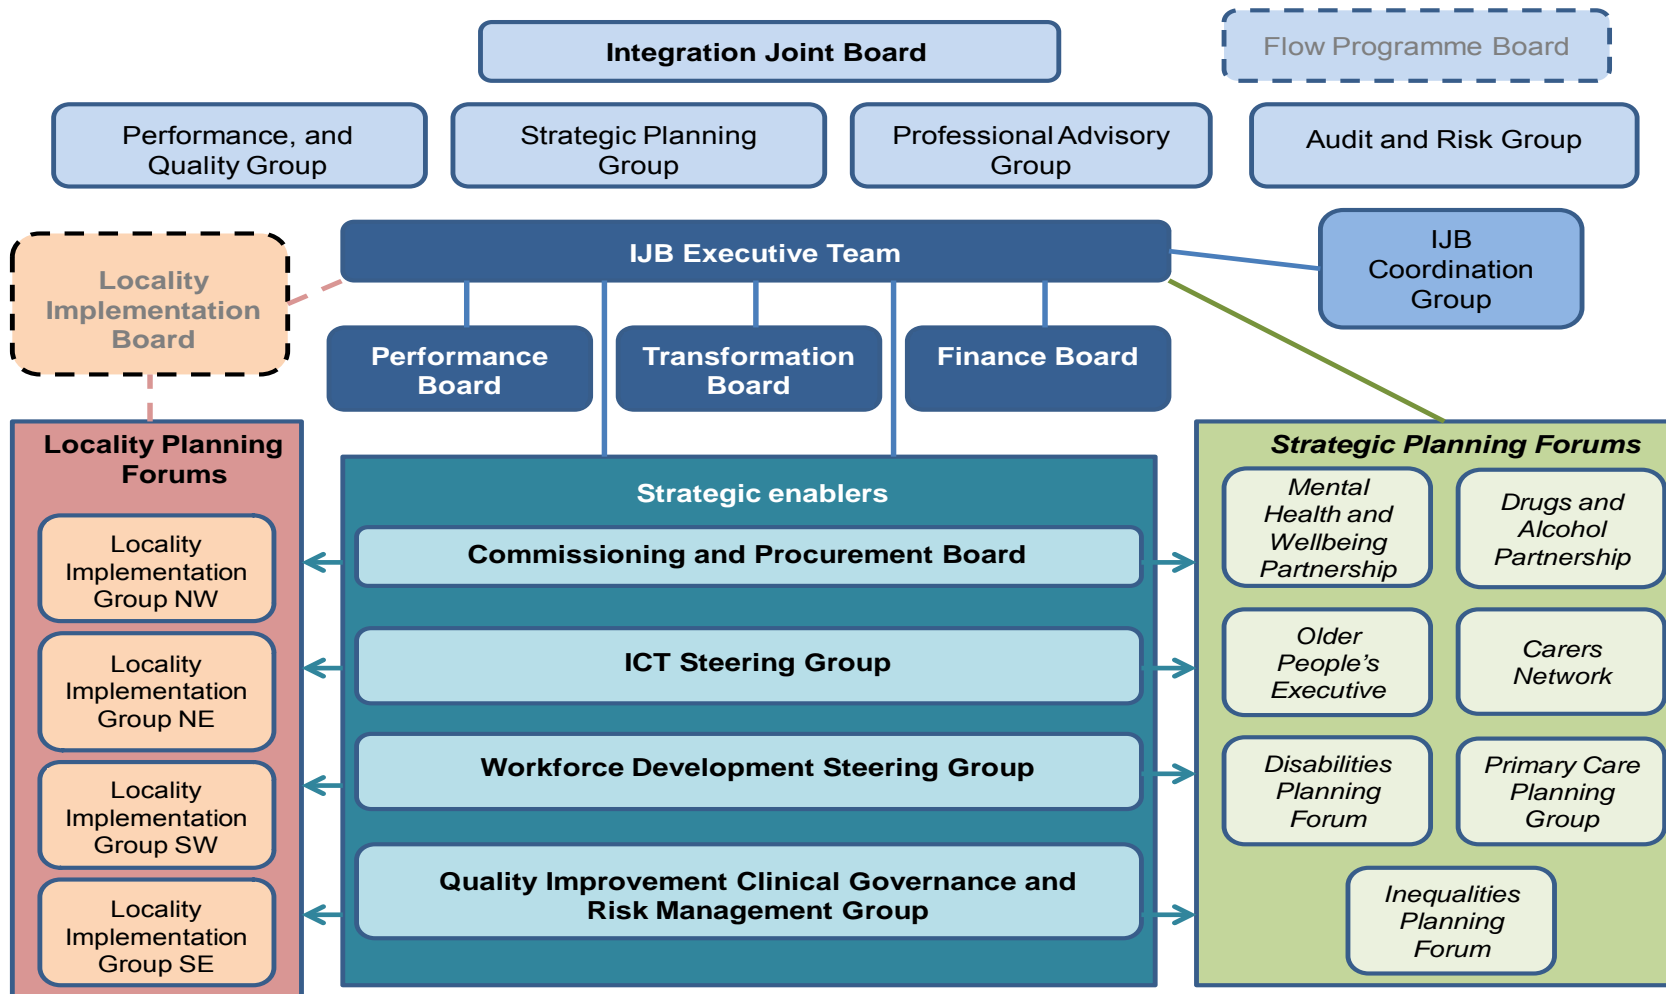 Integration Joint Board
Flow Programme Board
Performance, and
Quality Group
Strategic Planning
Group
Professional Advisory
Group
Audit and Risk Group
Locality
Implementation
Board
IJB Executive Team
IJB
Coordination
Group
Performance
Board
Transformation
Board
Finance Board
Locality Planning
Forums
Locality
Implementation
Group NW
Locality
Implementation
Group NE
Locality
Implementation
Group SW
Locality
Implementation
Group SE
Strategic enablers
Commissioning and Procurement Board
ICT Steering Group
Workforce Development Steering Group
Quality Improvement Clinical Governance and
Risk Management Group
Strategic Planning Forums
Mental
Health and
Wellbeing
Partnership
Drugs and
Alcohol
Partnership
Older
People’s
Executive
Carers
Network
Disabilities
Planning
Forum
Primary Care
Planning
Group
Inequalities
Planning
Forum